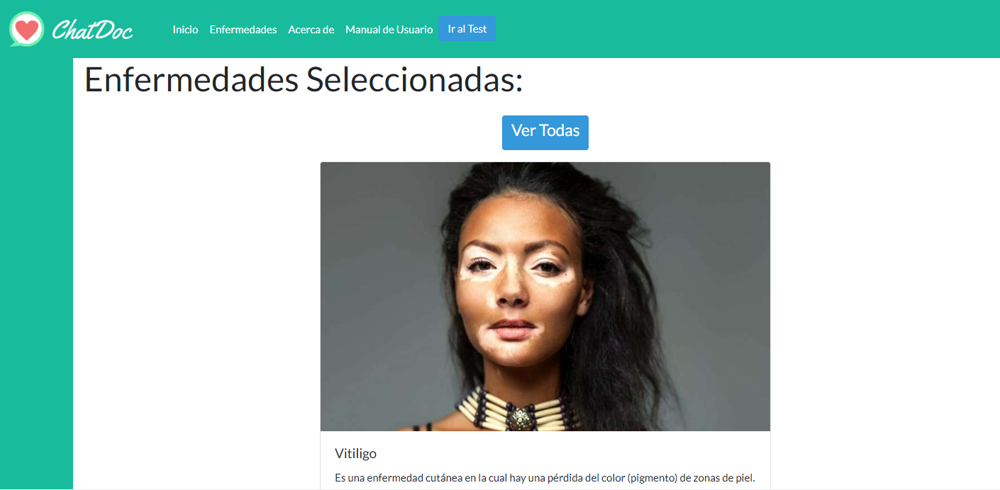 ChatDoc
Inicio Enfermedades Acerca de Manual de Usuario Ir al Test
Enfermedades Seleccionadas:
Ver Todas
Vitiligo
Es una enfermedad cutánea en la cual hay una pérdida del color (pigmento) de zonas de piel.